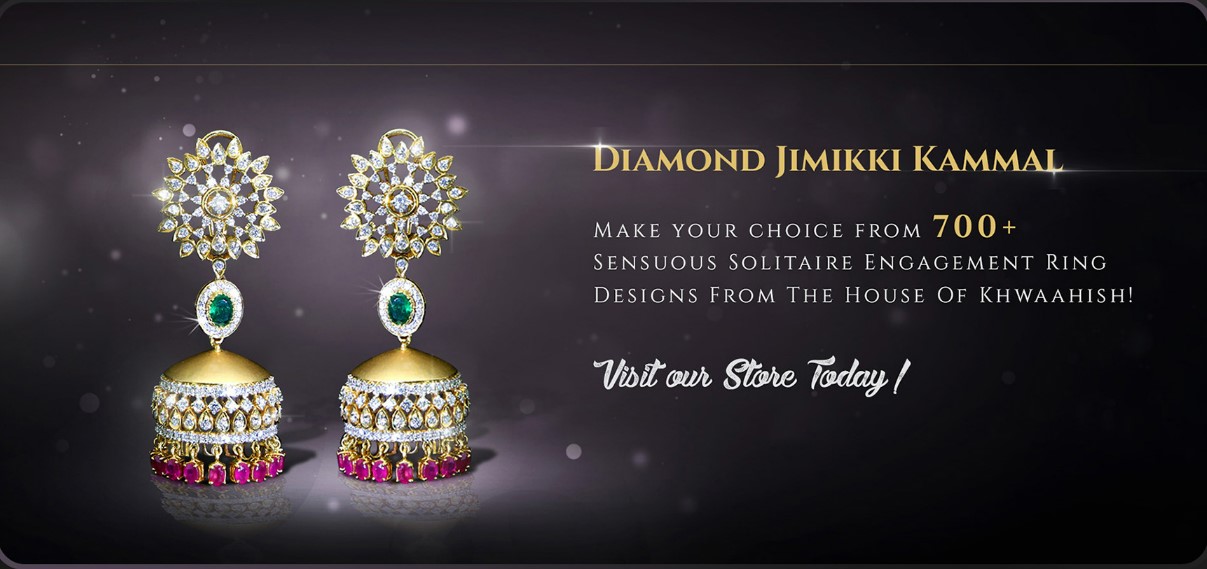 Diamond Jimikki Kammal
Make your choice from 700+
Sensuous Solitaire Engagement Ring
Designs From The House Of Khwaahish!
Visit our Store Today!